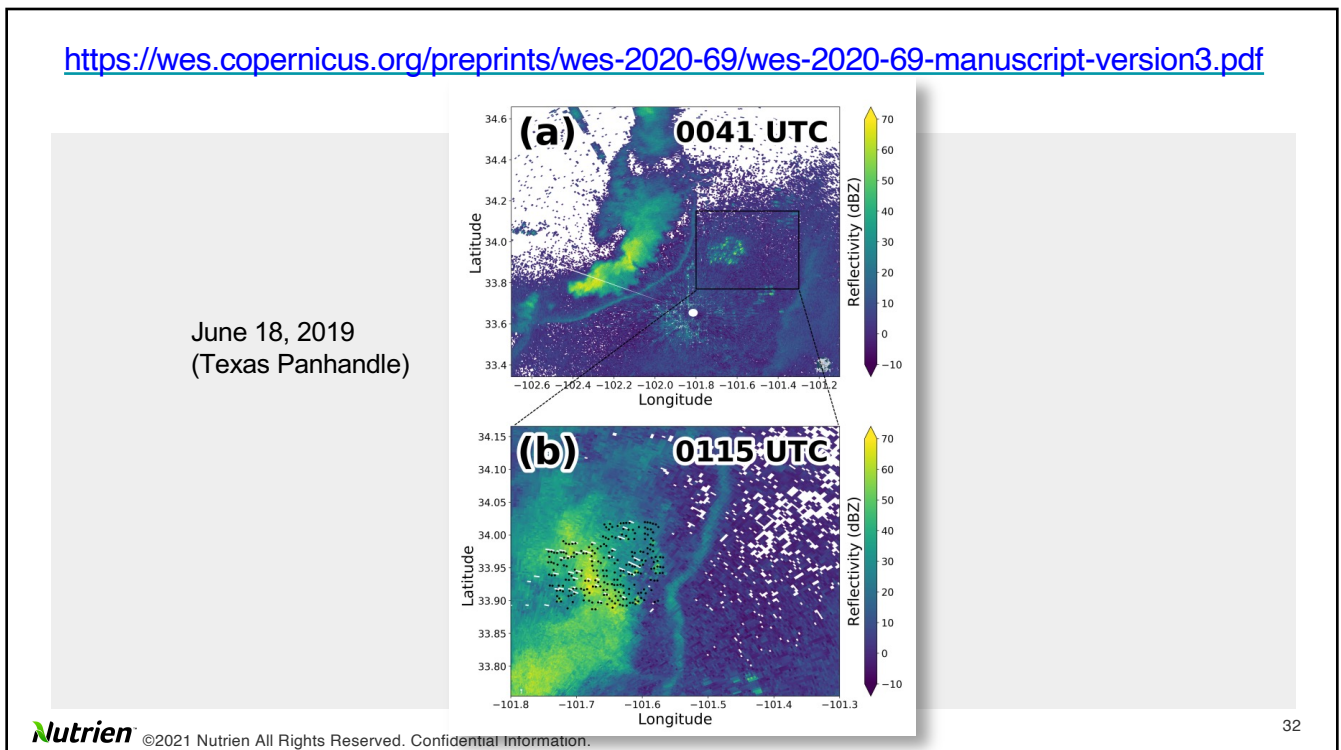 https://wes.copernicus.org/preprints/wes-2020-69/wes-2020-69-manuscript-version3.pdf
June 18, 2019
(Texas Panhandle)
(a)
0041 UTC
34.6
34.4
34.2
34.0
33.8
33.6
33.4
Latitude
−102.6 −102.4 −102.2 −102.0 −101.8 −101.6 −101.4 −101.2
Longitude
70
60
50
40
30
20
10
0
−10
Reflectivity (dBZ)
(b)
0115 UTC
34.15
34.10
34.05
34.00
33.95
33.90
33.85
33.80
Latitude
−101.8 −101.7 −101.6 −101.5 −101.4 −101.3
Longitude
70
60
50
40
30
20
10
0
−10
Reflectivity (dBZ)
Nutrien ©2021 Nutrien All Rights Reserved. Confidential Information.
32